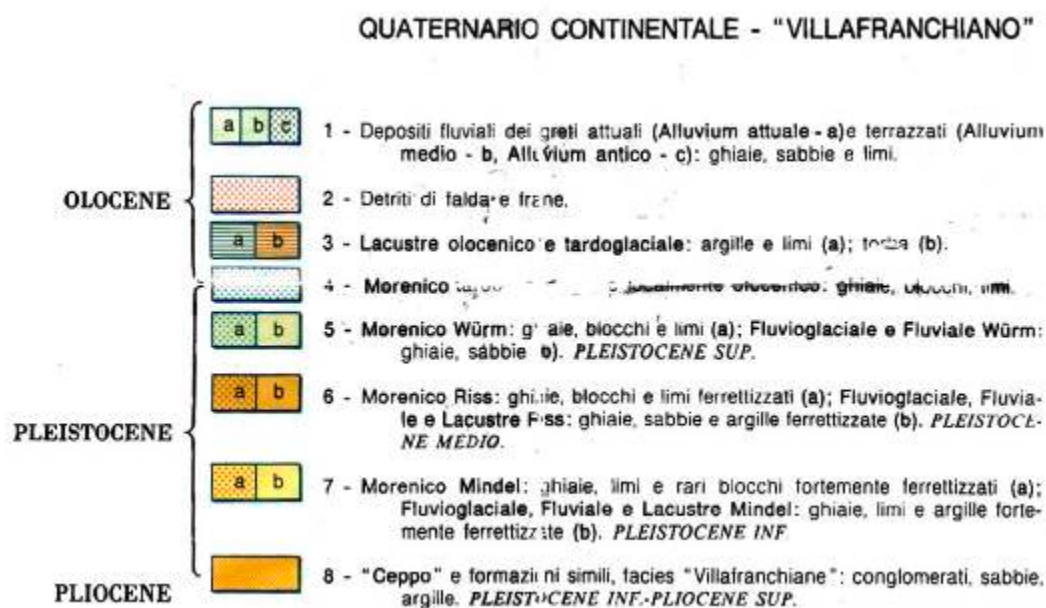 QUATERNARIO CONTINENTALE - "VILLAFRANCHIANO"
OLOCENE
a b c 1 - Depositi fluviali dei greti attuali (Alluvium attuale - a) e terrazzati (Alluvium
medio - b, Alluvium antico - c): ghiaie, sabbie e limi.
2 - Detriti di falda e frane.
a b 3 - Lacustre olocenico e tardoglaciale: argille e limi (a); torba (b).
PLEISTOCENE
4 - Morenico localmente olocenico: ghiaie, blocchi, limi.
a b 5 - Morenico Würm: ghiaie, blocchi e limi (a); Fluvioglaciale e Fluviale Würm:
ghiaie, sabbie (b). PLEISTOCENE SUP.
a b 6 - Morenico Riss: ghiaie, blocchi e limi ferrettizzati (a); Fluvioglaciale, Fluvia-
le e Lacustre Riss: ghiaie, sabbie e argille ferrettizzate (b). PLEISTOCE-
NE MEDIO.
a b 7 - Morenico Mindel: ghiaie, limi e rari blocchi fortemente ferrettizzati (a);
Fluvioglaciale, Fluviale e Lacustre Mindel: ghiaie, limi e argille forte-
mente ferrettizzate (b). PLEISTOCENE INF
PLIOCENE
8 - "Ceppo" e formazioni simili, facies "Villafranchiane": conglomerati, sabbie,
argille. PLEISTOCENE INF.-PLIOCENE SUP.